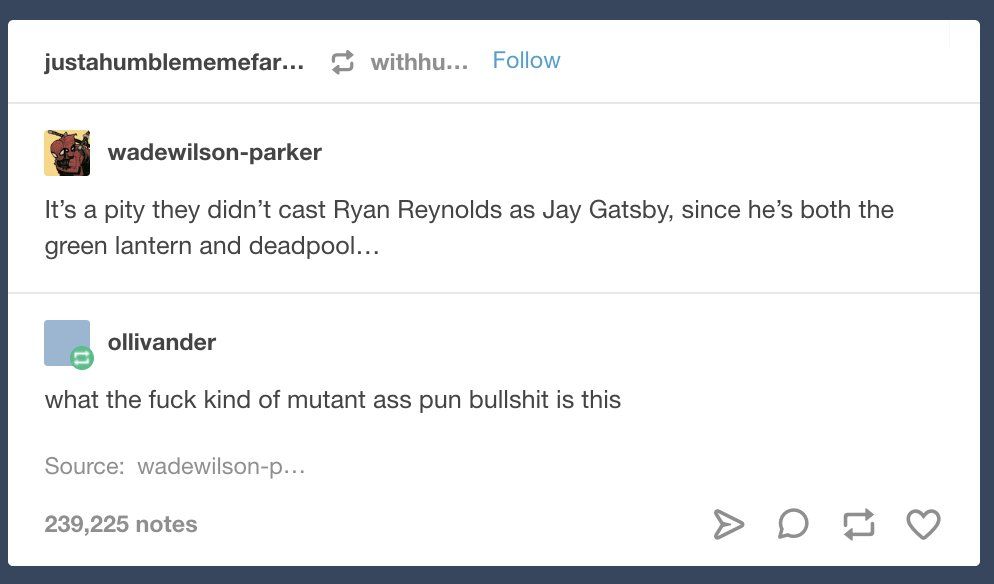 justahumblememefar... withhu... Follow
wadewilson-parker
It’s a pity they didn’t cast Ryan Reynolds as Jay Gatsby, since he’s both the
green lantern and deadpool…
ollivander
what the fuck kind of mutant ass pun bullshit is this
Source: wadewilson-p…
239,225 notes